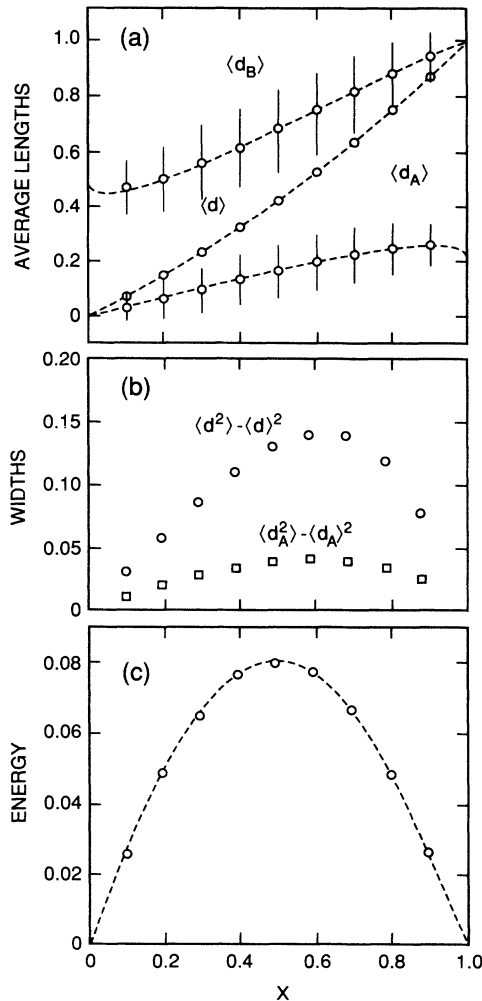 (a)
AVERAGE LENGTHS
1.0
0.8
0.6
0.4
0.2
0
⟨d_B⟩
⟨d⟩
⟨d_A⟩
(b)
WIDTHS
0.20
0.15
0.10
0.05
0
⟨d²⟩-⟨d⟩²
⟨d_A²⟩-⟨d_A⟩²
(c)
ENERGY
0.08
0.06
0.04
0.02
0
0 0.2 0.4 0.6 0.8 1.0
X